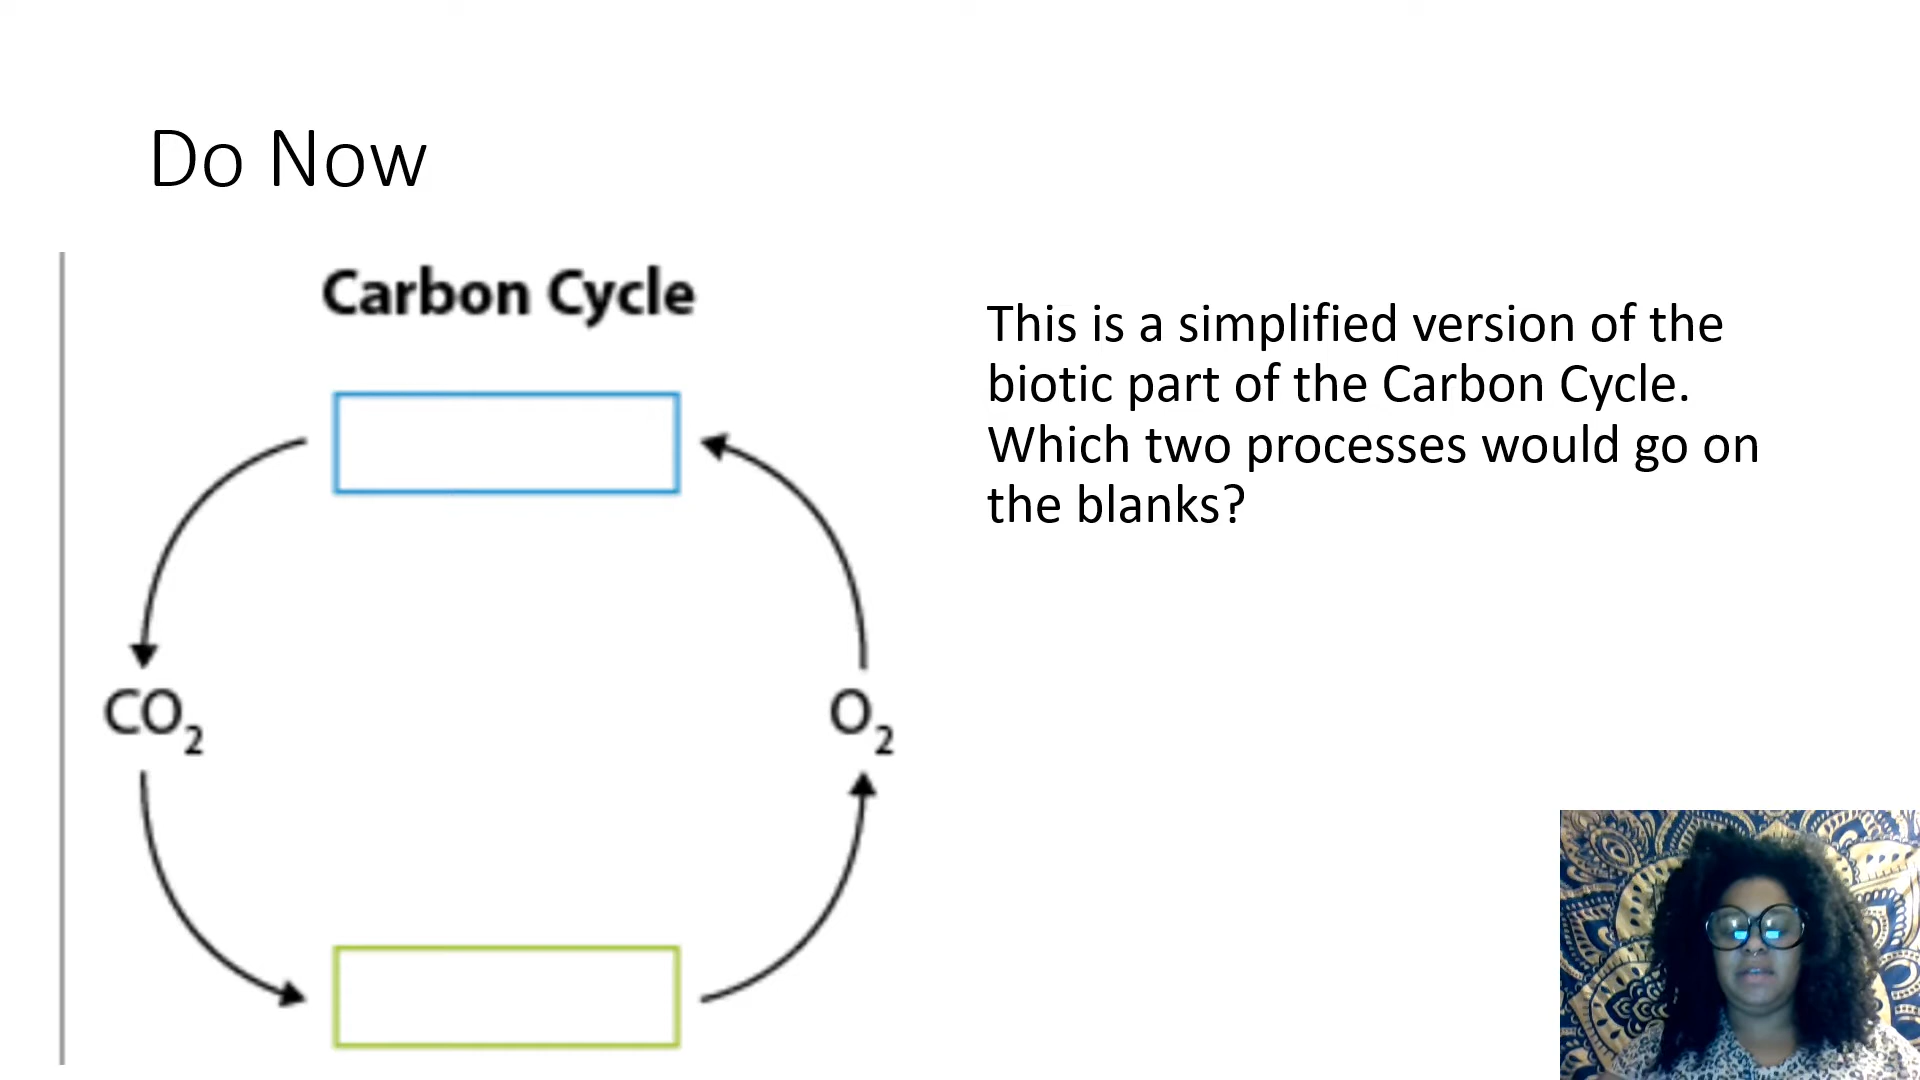 Do Now
Carbon Cycle
This is a simplified version of the
biotic part of the Carbon Cycle.
Which two processes would go on
the blanks?
CO₂
O₂